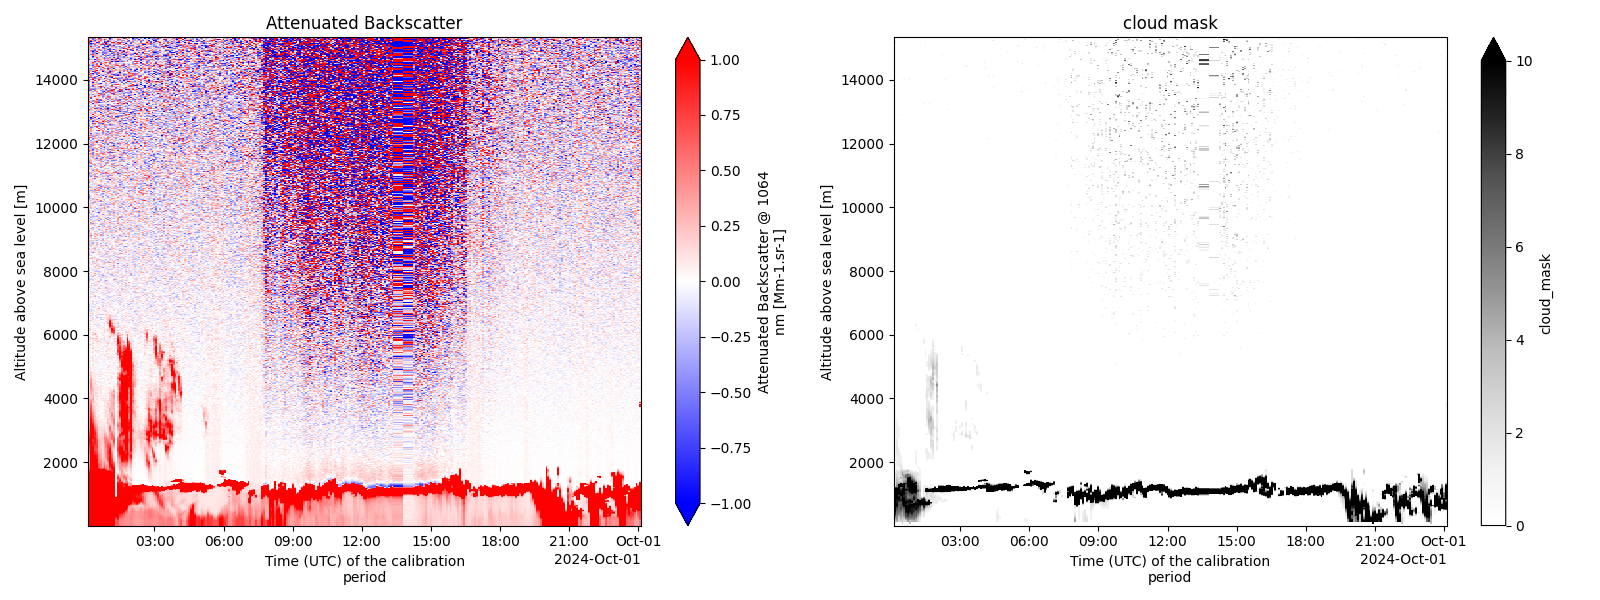 Attenuated Backscatter
14000
12000
10000
8000
6000
4000
2000
Altitude above sea level [m]
03:00 06:00 09:00 12:00 15:00 18:00 21:00 Oct-01
2024-Oct-01
Time (UTC) of the calibration
period
1.00
0.75
0.50
0.25
0.00
−0.25
−0.50
−0.75
−1.00
Attenuated Backscatter @ 1064
nm [Mm-1.sr-1]
cloud mask
14000
12000
10000
8000
6000
4000
2000
Altitude above sea level [m]
03:00 06:00 09:00 12:00 15:00 18:00 21:00 Oct-01
2024-Oct-01
Time (UTC) of the calibration
period
10
8
6
4
2
0
cloud_mask